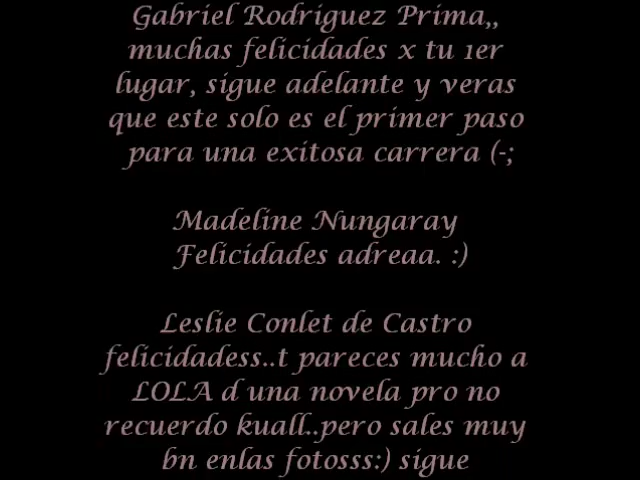 Gabriel Rodriguez Prima,,
muchas felicidades x tu 1er
lugar, sigue adelante y veras
que este solo es el primer paso
para una exitosa carrera (-;
Madeline Nungaray
Felicidades adreaa. :)
Leslie Conlet de Castro
felicidadess..t pareces mucho a
LOLA d una novela pro no
recuerdo kuall..pero sales muy
bn enlas fotosss:) sigue